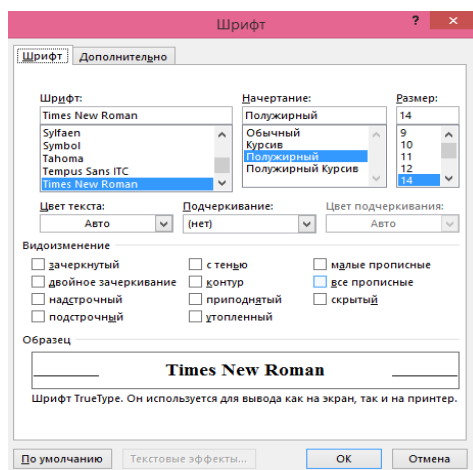 Шрифт ? ×
Шрифт Дополнительно
Шрифт: Начертание: Размер:
Times New Roman Полужирный 14
Sylfaen Обычный 9
Symbol Курсив 10
Tahoma Полужирный 11
Tempus Sans ITC Полужирный Курсив 12
Times New Roman 14
Цвет текста: Подчеркивание: Цвет подчеркивания:
Авто (нет) Авто
Видоизменение
зачеркнутый с тенью малые прописные
двойное зачеркивание контур все прописные
надстрочный приподнятый скрытый
подстрочный утопленный
Образец
Times New Roman
Шрифт TrueType. Он используется для вывода как на экран, так и на принтер.
По умолчанию Текстовые эффекты... ОК Отмена